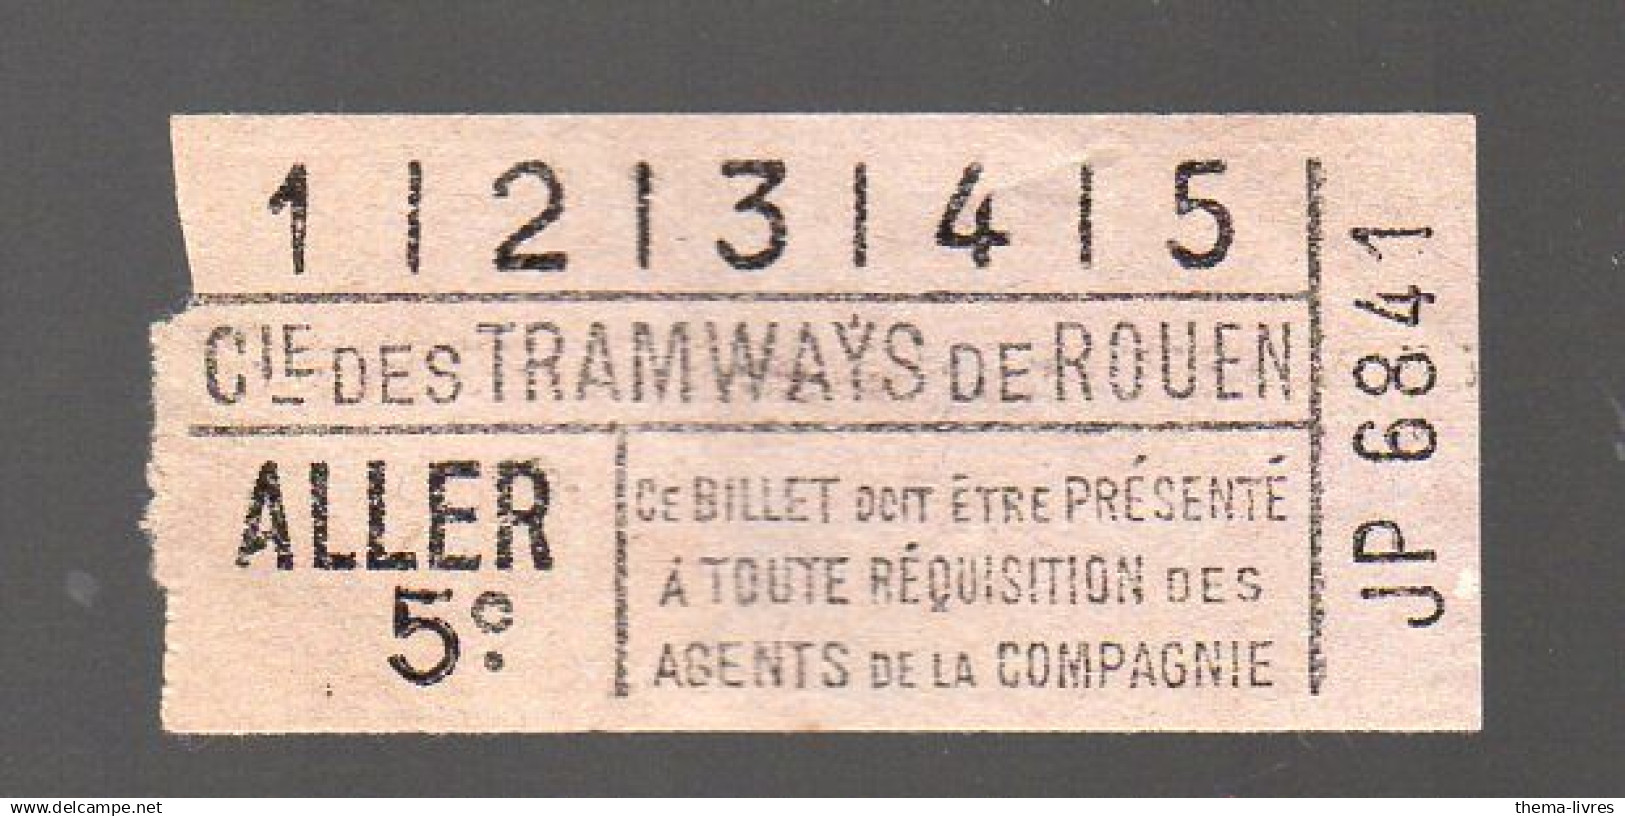 1 | 2 | 3 | 4 | 5
CIE DES TRAMWAYS DE ROUEN
ALLER
5c.
CE BILLET DOIT ÊTRE PRÉSENTÉ
À TOUTE RÉQUISITION DES
AGENTS DE LA COMPAGNIE
JP 6841
delcampe.net
thema-livres